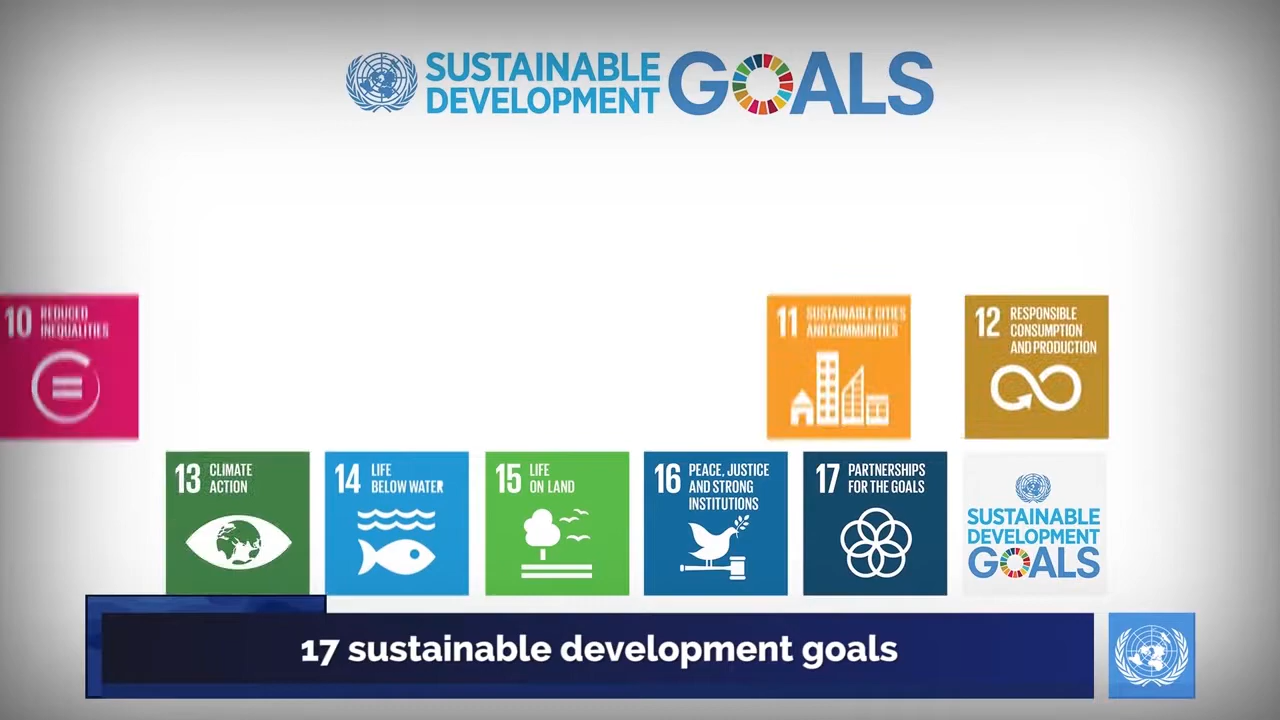 SUSTAINABLE
DEVELOPMENT
GOALS
10 REDUCED
INEQUALITIES
11 SUSTAINABLE CITIES
AND COMMUNITIES
12 RESPONSIBLE
CONSUMPTION
AND PRODUCTION
13 CLIMATE
ACTION
14 LIFE
BELOW WATER
15 LIFE
ON LAND
16 PEACE, JUSTICE
AND STRONG
INSTITUTIONS
17 PARTNERSHIPS
FOR THE GOALS
SUSTAINABLE
DEVELOPMENT
GOALS
17 sustainable development goals